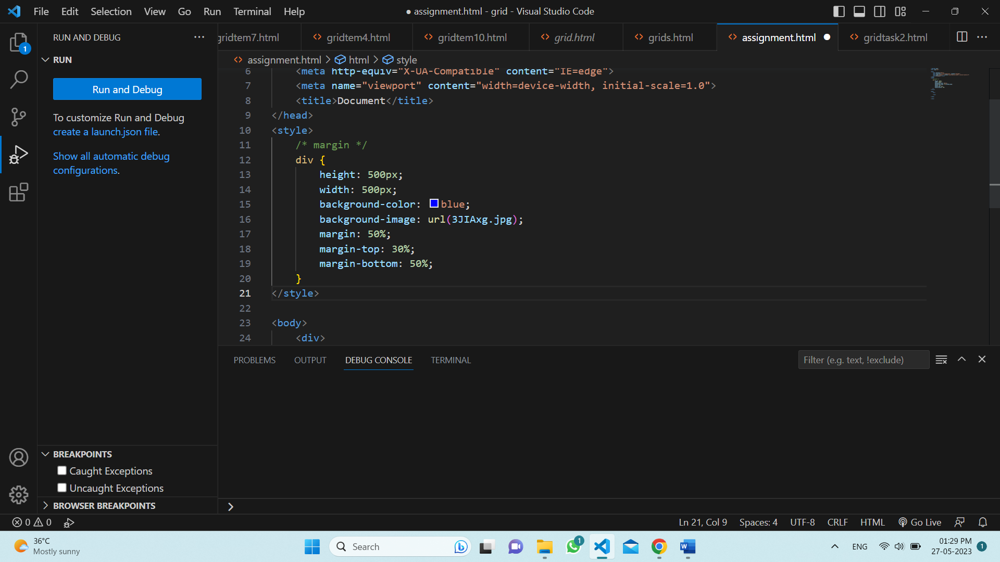 File Edit Selection View Go Run Terminal Help
● assignment.html - grid - Visual Studio Code
RUN AND DEBUG ···
gridtem7.html <> gridtem4.html <> gridtem10.html <> grid.html <> grids.html <> assignment.html ● <> gridtask2.html ···
1
RUN
Run and Debug
To customize Run and Debug
create a launch.json file.
Show all automatic debug
configurations.
<> assignment.html > html > style
6 <meta http-equiv="X-UA-Compatible" content="IE=edge">
7 <meta name="viewport" content="width=device-width, initial-scale=1.0">
8 <title>Document</title>
9 </head>
10 <style>
11 /* margin */
12 div {
13 height: 500px;
14 width: 500px;
15 background-color: blue;
16 background-image: url(3JIAxg.jpg);
17 margin: 50%;
18 margin-top: 30%;
19 margin-bottom: 50%;
20 }
21 </style>
22
23 <body>
24 <div>
PROBLEMS OUTPUT DEBUG CONSOLE TERMINAL
Filter (e.g. text, !exclude)
BREAKPOINTS
Caught Exceptions
Uncaught Exceptions
BROWSER BREAKPOINTS
>
0 0
Ln 21, Col 9 Spaces: 4 UTF-8 CRLF HTML Go Live
36°C
Mostly sunny
Search
1
W
ENG
01:29 PM
27-05-2023
1